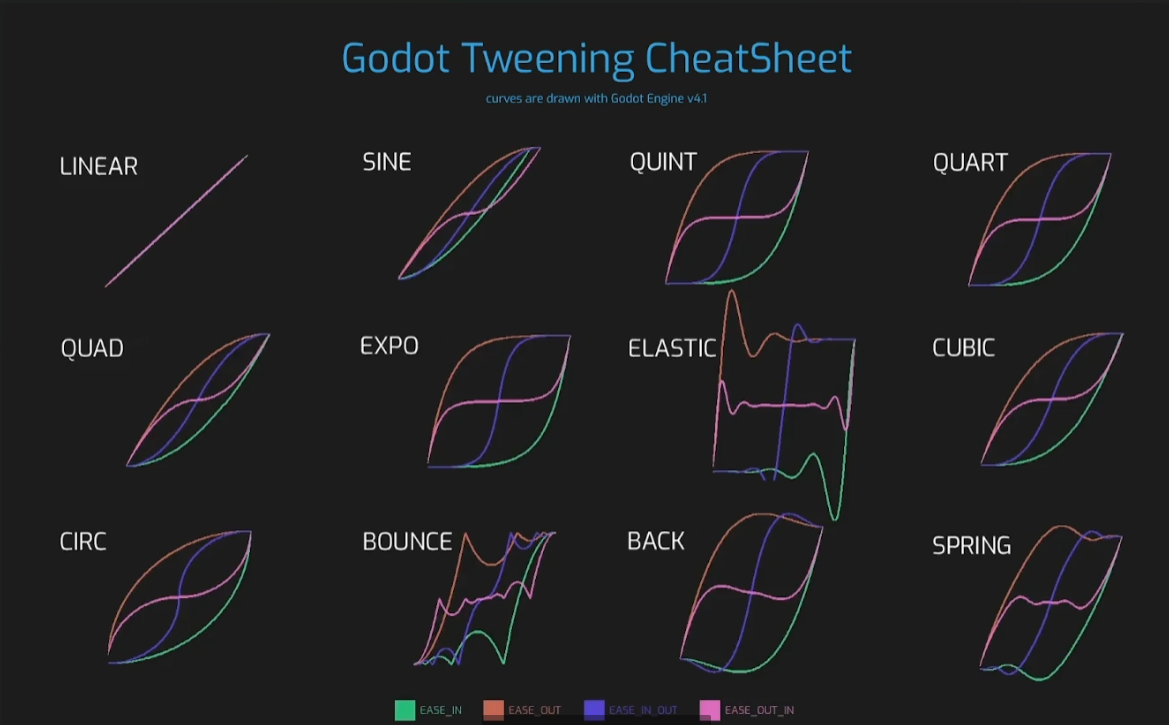 Godot Tweening CheatSheet
curves are drawn with Godot Engine v4.1
LINEAR
SINE
QUINT
QUART
QUAD
EXPO
ELASTIC
CUBIC
CIRC
BOUNCE
BACK
SPRING
EASE_IN
EASE_OUT
EASE_IN_OUT
EASE_OUT_IN